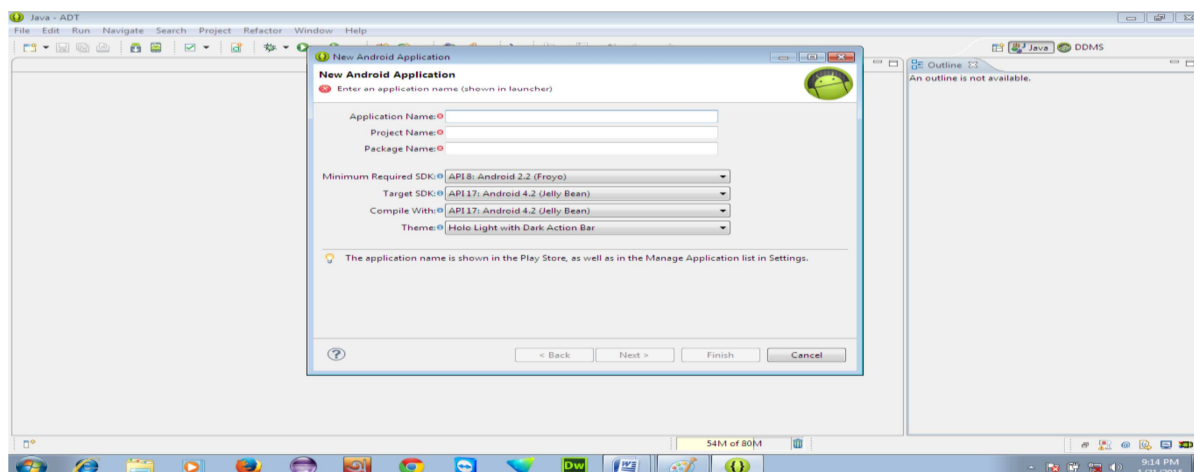 Java - ADT
File Edit Run Navigate Search Project Refactor Window Help
Java DDMS
New Android Application
New Android Application
Enter an application name (shown in launcher)
Application Name:
Project Name:
Package Name:
Minimum Required SDK: API 8: Android 2.2 (Froyo)
Target SDK: API 17: Android 4.2 (Jelly Bean)
Compile With: API 17: Android 4.2 (Jelly Bean)
Theme: Holo Light with Dark Action Bar
The application name is shown in the Play Store, as well as in the Manage Application list in Settings.
< Back Next > Finish Cancel
Outline
An outline is not available.
54M of 80M
Dw
9:14 PM